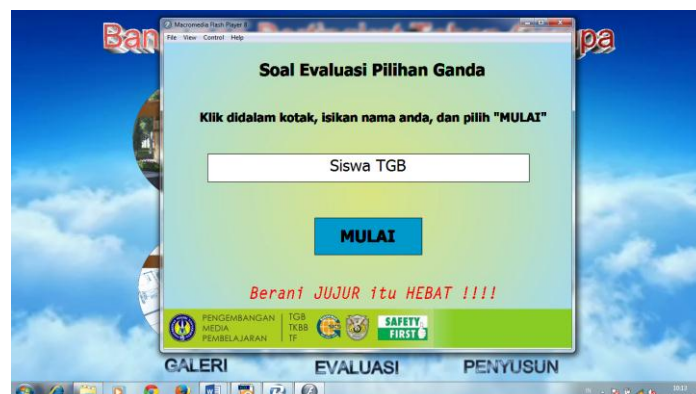 Macromedia Flash Player 8
File View Control Help
Soal Evaluasi Pilihan Ganda
Klik didalam kotak, isikan nama anda, dan pilih "MULAI"
Siswa TGB
MULAI
Berani JUJUR itu HEBAT !!!!
PENGEMBANGAN
MEDIA
PEMBELAJARAN
TGB
TKBB
TF
SAFETY
FIRST
GALERI
EVALUASI
PENYUSUN
10:13